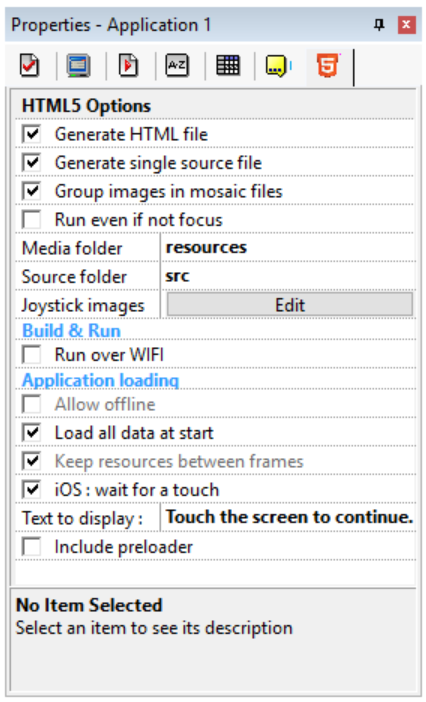 Properties - Application 1
A-Z
5
HTML5 Options
Generate HTML file
Generate single source file
Group images in mosaic files
Run even if not focus
Media folder resources
Source folder src
Joystick images Edit
Build & Run
Run over WIFI
Application loading
Allow offline
Load all data at start
Keep resources between frames
iOS : wait for a touch
Text to display : Touch the screen to continue.
Include preloader
No Item Selected
Select an item to see its description